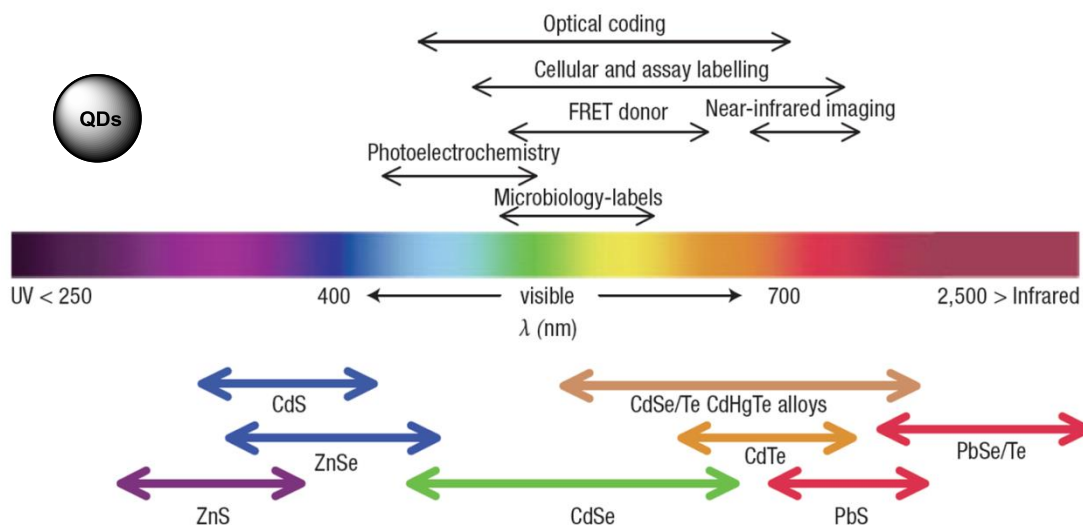 Optical coding
Cellular and assay labelling
QDs
FRET donor
Near-infrared imaging
Photoelectrochemistry
Microbiology-labels
UV < 250
400
visible
700
2,500 > Infrared
λ (nm)
CdS
CdSe/Te CdHgTe alloys
ZnSe
CdTe
PbSe/Te
ZnS
CdSe
PbS